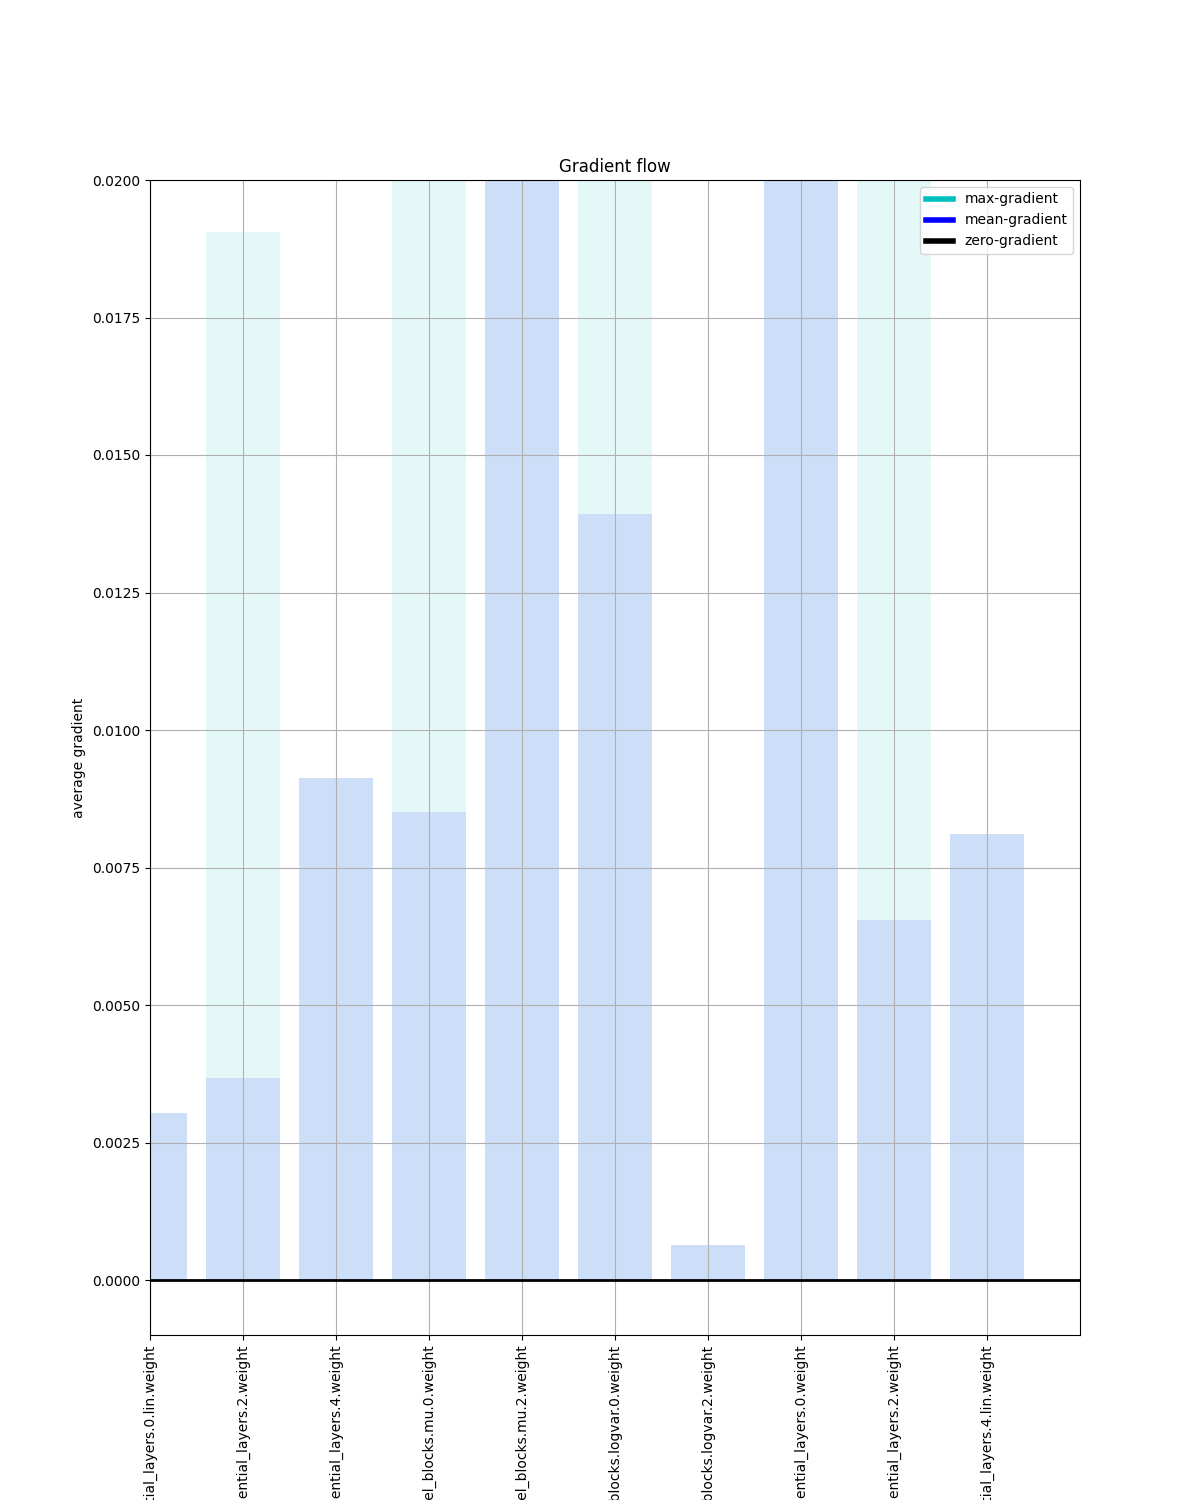 Gradient flow
max-gradient
mean-gradient
zero-gradient
average gradient
0.0200
0.0175
0.0150
0.0125
0.0100
0.0075
0.0050
0.0025
0.0000
tial_layers.0.lin.weight
ential_layers.2.weight
ential_layers.4.weight
el_blocks.mu.0.weight
el_blocks.mu.2.weight
blocks.logvar.0.weight
blocks.logvar.2.weight
ential_layers.0.weight
ential_layers.2.weight
tial_layers.4.lin.weight